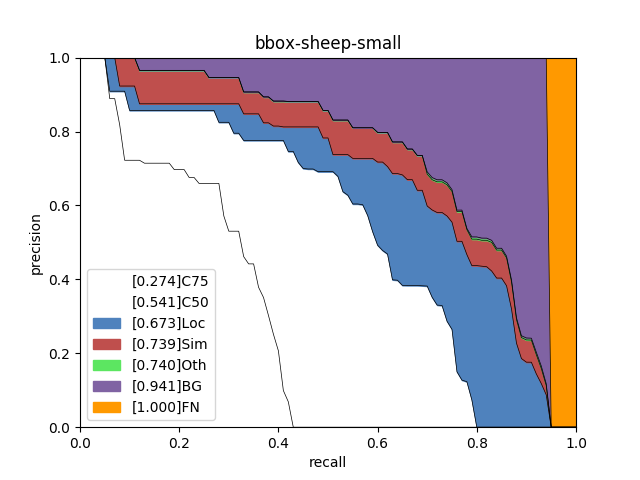 bbox-sheep-small
1.0
0.8
0.6
0.4
0.2
0.0
precision
[0.274]C75
[0.541]C50
[0.673]Loc
[0.739]Sim
[0.740]Oth
[0.941]BG
[1.000]FN
0.0 0.2 0.4 0.6 0.8 1.0
recall